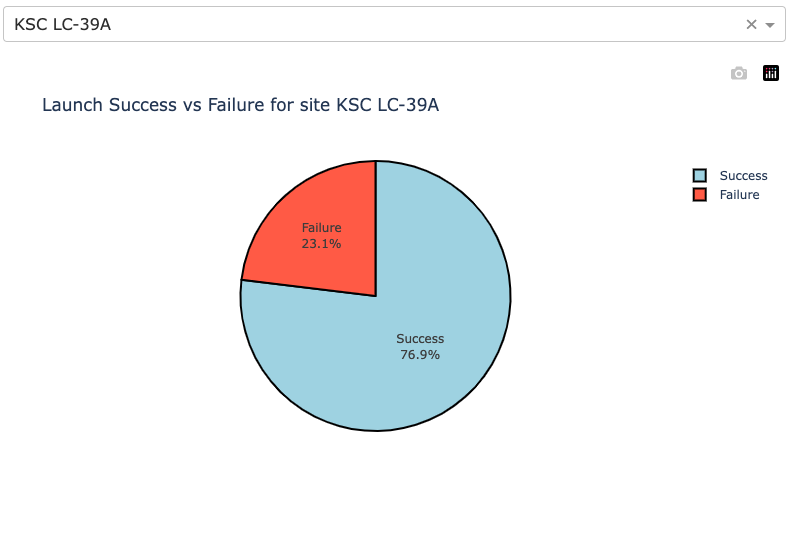 KSC LC-39A
Launch Success vs Failure for site KSC LC-39A
Success
Failure
Failure
23.1%
Success
76.9%